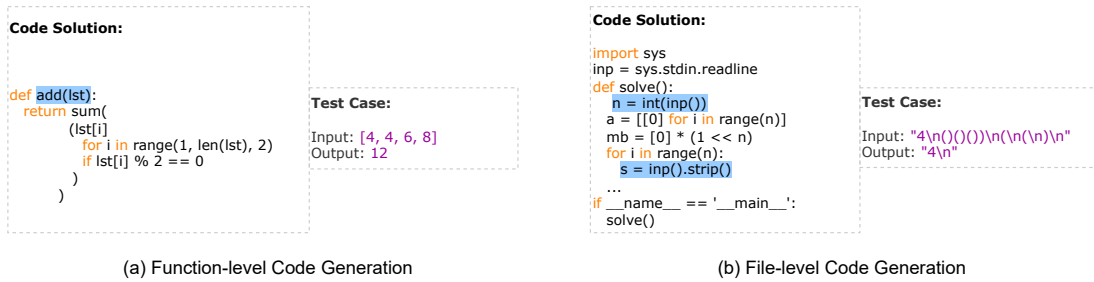 Code Solution:
def add(lst):
return sum(
(lst[i]
for i in range(1, len(lst), 2)
if lst[i] % 2 == 0
)
)
Test Case:
Input: [4, 4, 6, 8]
Output: 12
(a) Function-level Code Generation
Code Solution:
import sys
inp = sys.stdin.readline
def solve():
n = int(inp())
a = [[0] for i in range(n)]
mb = [0] * (1 << n)
for i in range(n):
s = inp().strip()
...
if __name__ == '__main__':
solve()
Test Case:
Input: "4\n()()())\n(\n(\n)\n"
Output: "4\n"
(b) File-level Code Generation